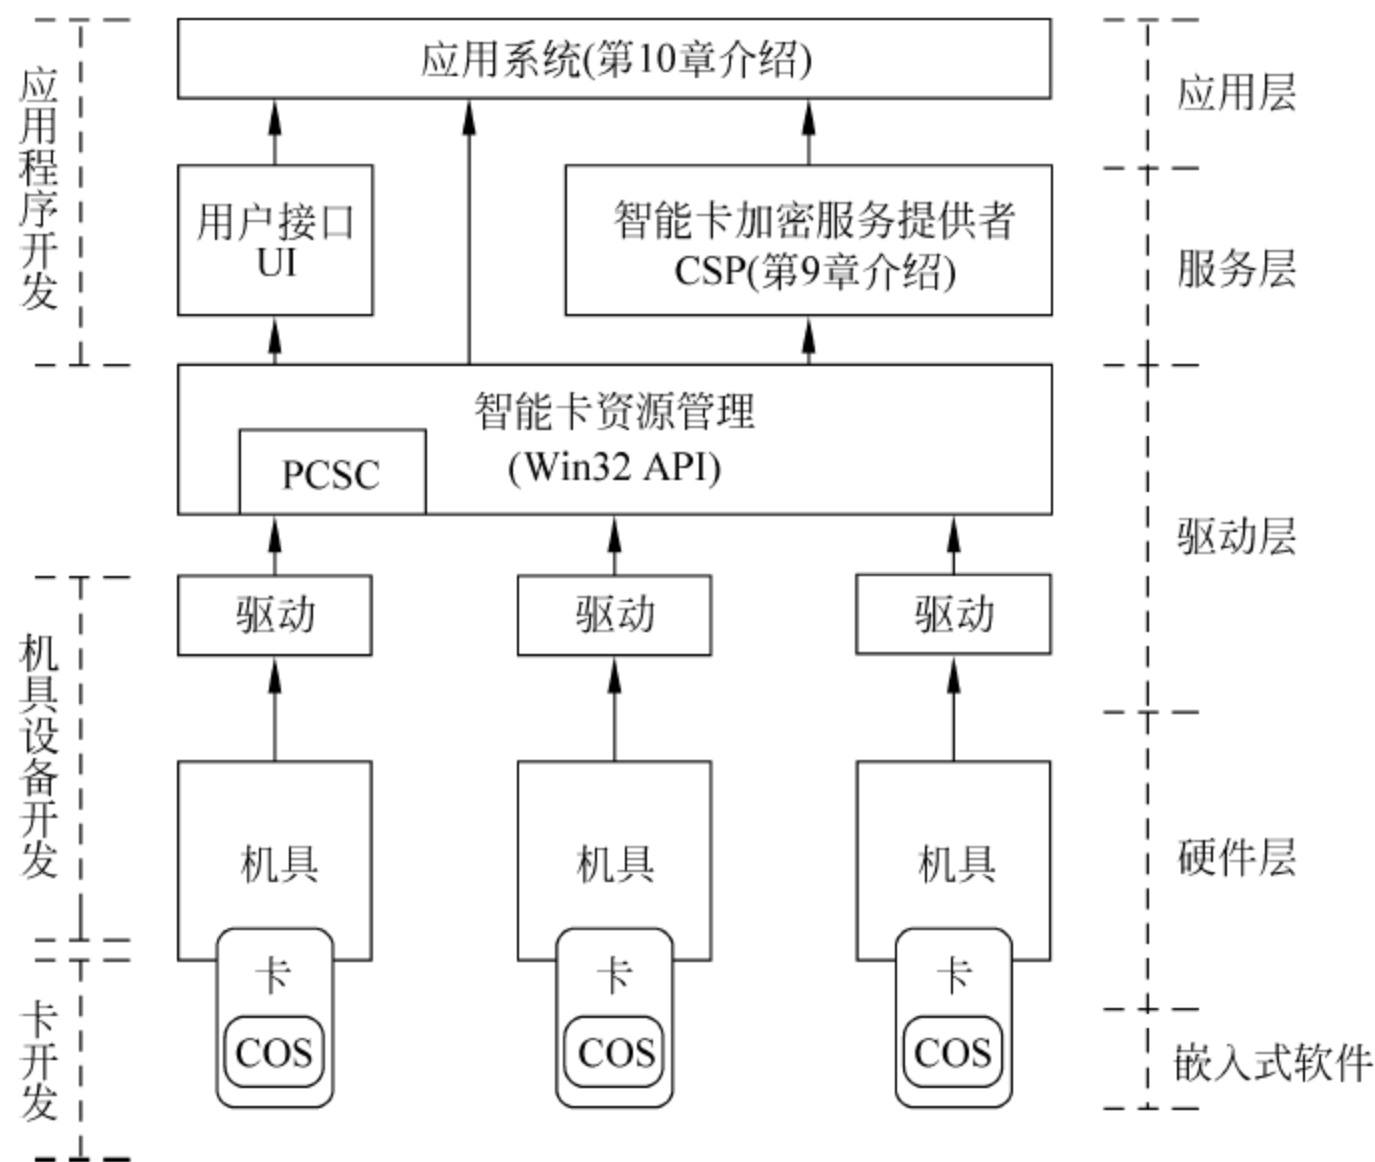 应用程序开发
机具设备开发
卡开发
应用系统(第10章介绍)
用户接口
UI
智能卡加密服务提供者
CSP(第9章介绍)
智能卡资源管理
(Win32 API)
PCSC
驱动
驱动
驱动
机具
机具
机具
卡
卡
卡
COS
COS
COS
应用层
服务层
驱动层
硬件层
嵌入式软件